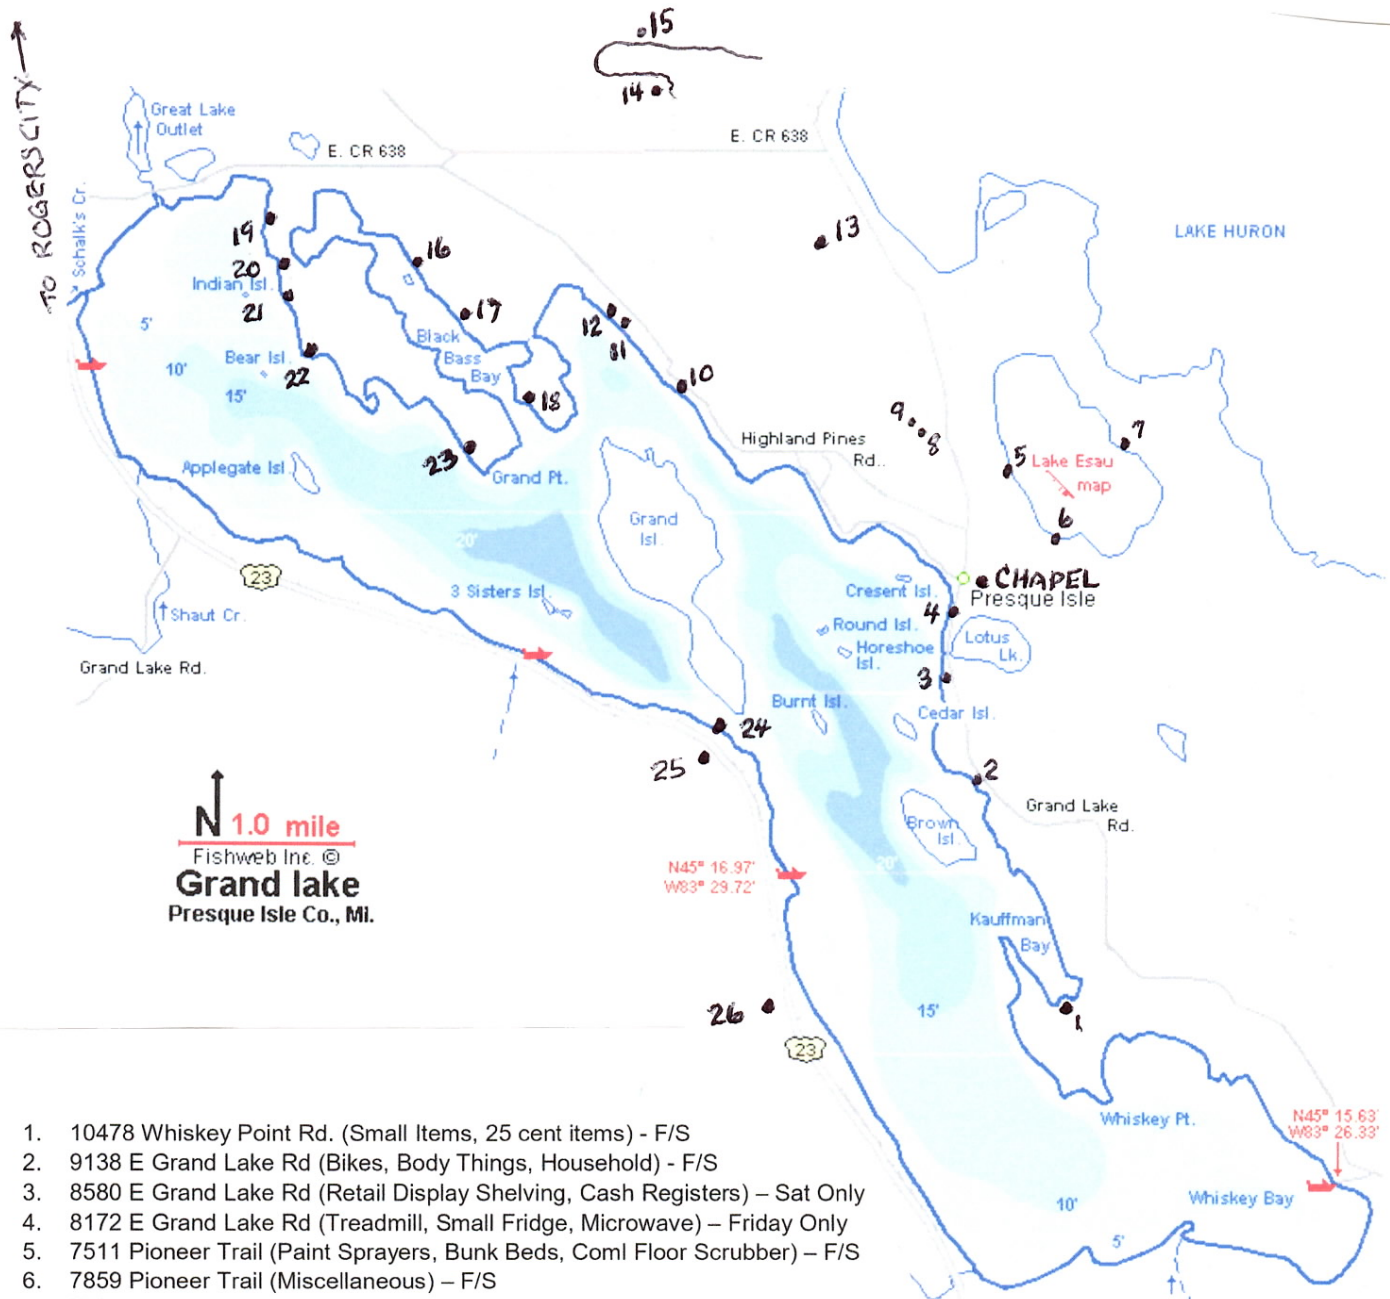 15
14
TO ROGERS CITY
Great Lake
Outlet
E. CR 638
E. CR 638
Schalk's Cr.
13
LAKE HURON
19
16
20
Indian Isl.
21
17
5'
12
11
Black
Bass
Bay
Bear Isl.
22
10'
15'
10
18
9
8
7
Highland Pines
Rd..
5
Lake Esau
map
23
Applegate Isl.
Grand Pt.
Grand
Isl.
6
20'
23
3 Sisters Isl.
CHAPEL
Presque Isle
Cresent Isl.
4
Shaut Cr.
Round Isl.
Horeshoe
Isl.
Lotus
Lk.
Grand Lake Rd.
3
Burnt Isl.
Cedar Isl.
24
25
2
N
1.0 mile
Fishweb Inc. ©
Grand lake
Presque Isle Co., Mi.
Grand Lake
Rd.
Brown
Isl.
20'
N45° 16.97'
W83° 29.72'
Kauffman
Bay
26
15'
1
23
Whiskey Pt.
N45° 15.63'
W83° 26.33'
10'
Whiskey Bay
5'
1. 10478 Whiskey Point Rd. (Small Items, 25 cent items) - F/S
2. 9138 E Grand Lake Rd (Bikes, Body Things, Household) - F/S
3. 8580 E Grand Lake Rd (Retail Display Shelving, Cash Registers) – Sat Only
4. 8172 E Grand Lake Rd (Treadmill, Small Fridge, Microwave) – Friday Only
5. 7511 Pioneer Trail (Paint Sprayers, Bunk Beds, Coml Floor Scrubber) – F/S
6. 7859 Pioneer Trail (Miscellaneous) – F/S